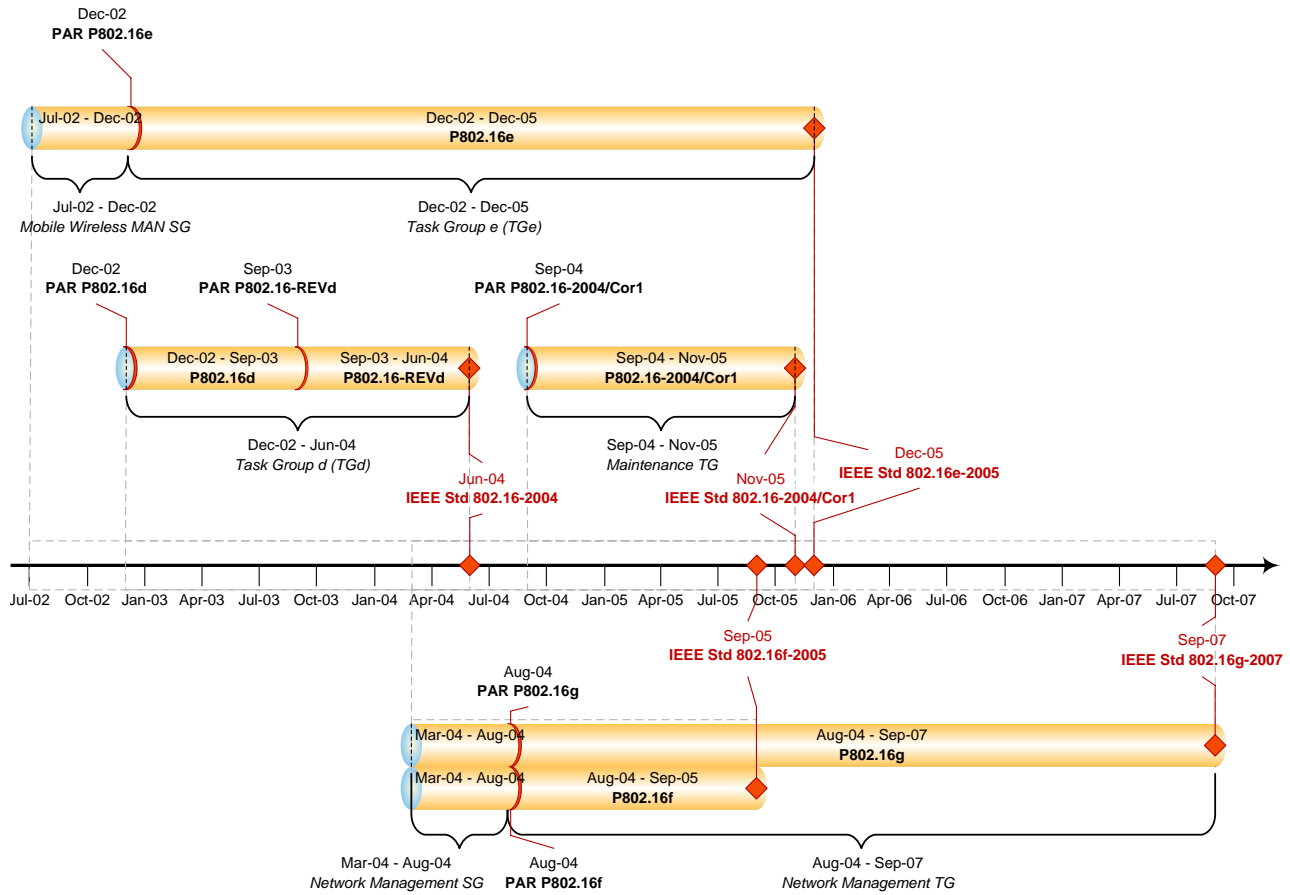 Dec-02
PAR P802.16e
Jul-02 - Dec-02
Dec-02 - Dec-05
P802.16e
Jul-02 - Dec-02
Mobile Wireless MAN SG
Dec-02 - Dec-05
Task Group e (TGe)
Dec-02
PAR P802.16d
Sep-03
PAR P802.16-REVd
Sep-04
PAR P802.16-2004/Cor1
Dec-02 - Sep-03
P802.16d
Sep-03 - Jun-04
P802.16-REVd
Sep-04 - Nov-05
P802.16-2004/Cor1
Dec-02 - Jun-04
Task Group d (TGd)
Sep-04 - Nov-05
Maintenance TG
Jun-04
IEEE Std 802.16-2004
Nov-05
IEEE Std 802.16-2004/Cor1
Dec-05
IEEE Std 802.16e-2005
Jul-02 Oct-02 Jan-03 Apr-03 Jul-03 Oct-03 Jan-04 Apr-04 Jul-04 Oct-04 Jan-05 Apr-05 Jul-05 Oct-05 Jan-06 Apr-06 Jul-06 Oct-06 Jan-07 Apr-07 Jul-07 Oct-07
Sep-05
IEEE Std 802.16f-2005
Sep-07
IEEE Std 802.16g-2007
Aug-04
PAR P802.16g
Mar-04 - Aug-04
Aug-04 - Sep-07
P802.16g
Mar-04 - Aug-04
Aug-04 - Sep-05
P802.16f
Mar-04 - Aug-04
Network Management SG
Aug-04
PAR P802.16f
Aug-04 - Sep-07
Network Management TG